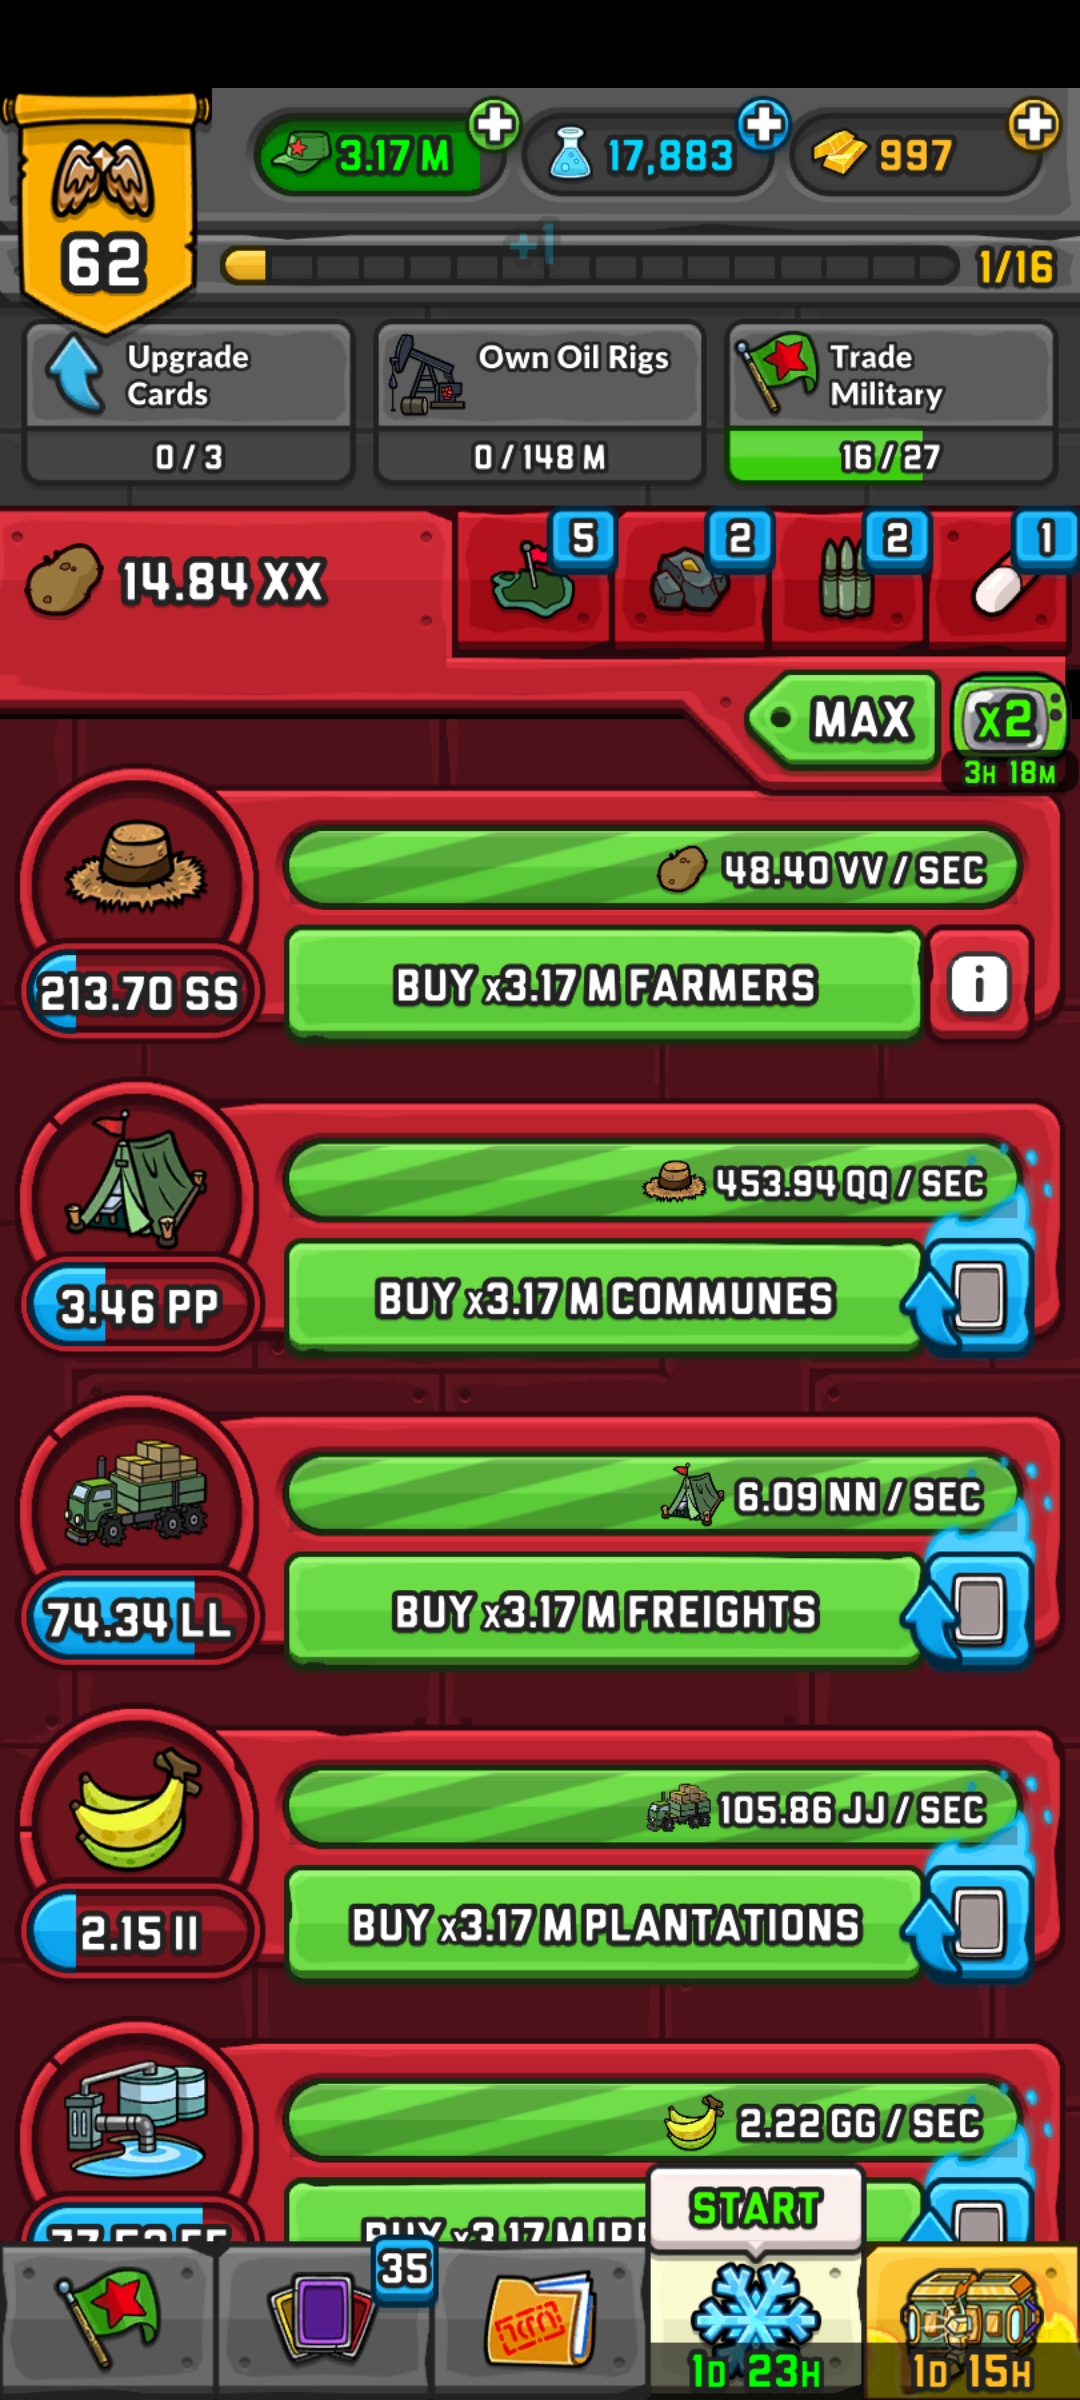 3.17 M
17,883
997
62
+1
1/16
Upgrade
Cards
0/3
Own Oil Rigs
0/148 M
Trade
Military
16/27
14.84 XX
5
2
2
1
MAX
x2
3H 18M
48.40 VV / SEC
213.70 SS
BUY x3.17 M FARMERS
i
453.94 QQ / SEC
3.46 PP
BUY x3.17 M COMMUNES
6.09 NN / SEC
74.34 LL
BUY x3.17 M FREIGHTS
105.86 JJ / SEC
2.15 II
BUY x3.17 M PLANTATIONS
2.22 GG / SEC
BUY x3.17 M
START
35
1D 23H
1D 15H